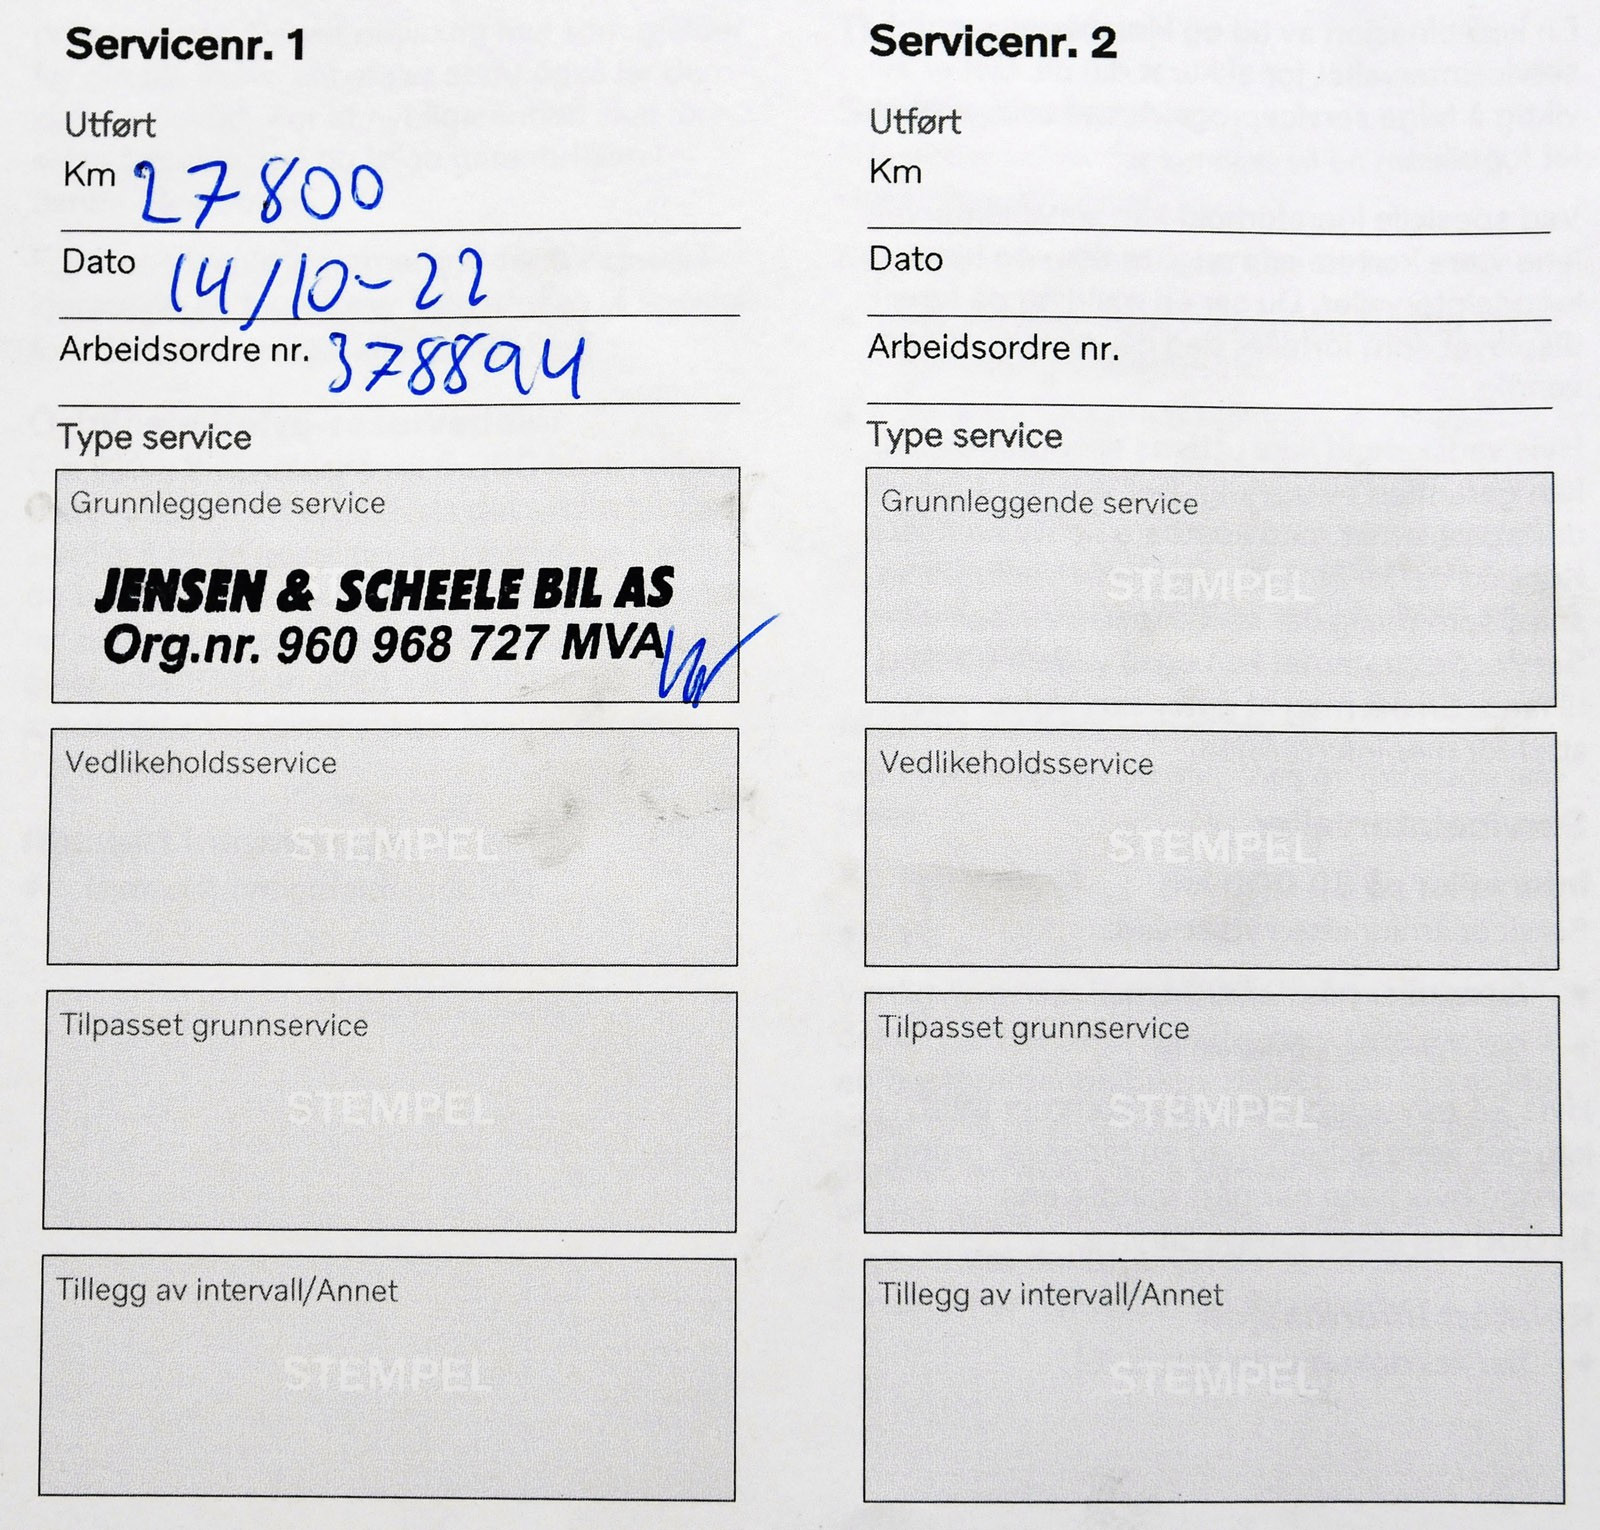 Servicenr. 1
Utført
Km 27800
Dato 14/10-22
Arbeidsordre nr. 378894
Type service
Grunnleggende service
JENSEN & SCHEELE BIL AS
Org.nr. 960 968 727 MVA
Vedlikeholdsservice
STEMPEL
Tilpasset grunnservice
STEMPEL
Tillegg av intervall/Annet
STEMPEL
Servicenr. 2
Utført
Km
Dato
Arbeidsordre nr.
Type service
Grunnleggende service
STEMPEL
Vedlikeholdsservice
STEMPEL
Tilpasset grunnservice
STEMPEL
Tillegg av intervall/Annet
STEMPEL